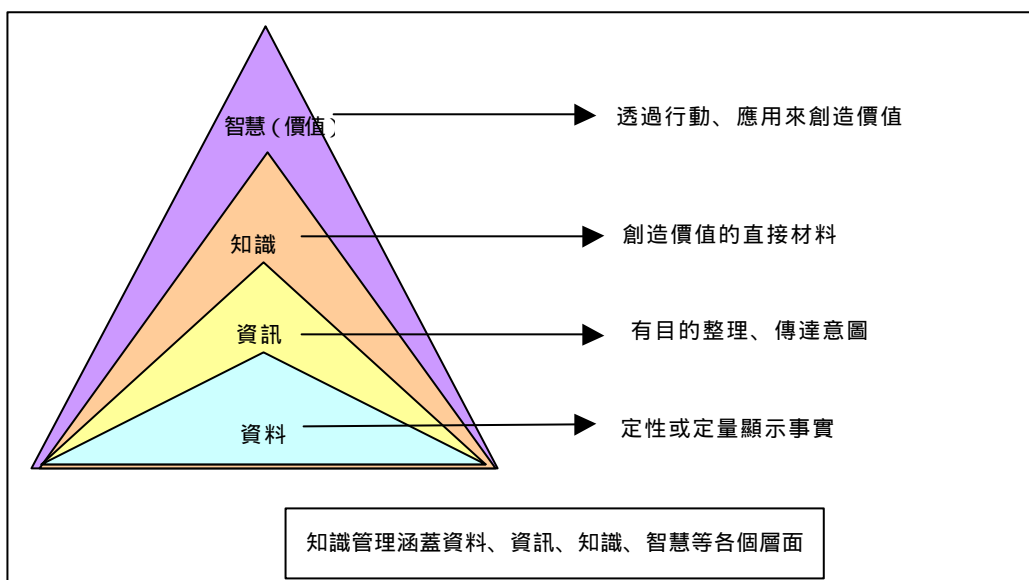 智慧(價值)
透過行動、應用來創造價值
知識
創造價值的直接材料
資訊
有目的整理、傳達意圖
資料
定性或定量顯示事實
知識管理涵蓋資料、資訊、知識、智慧等各個層面